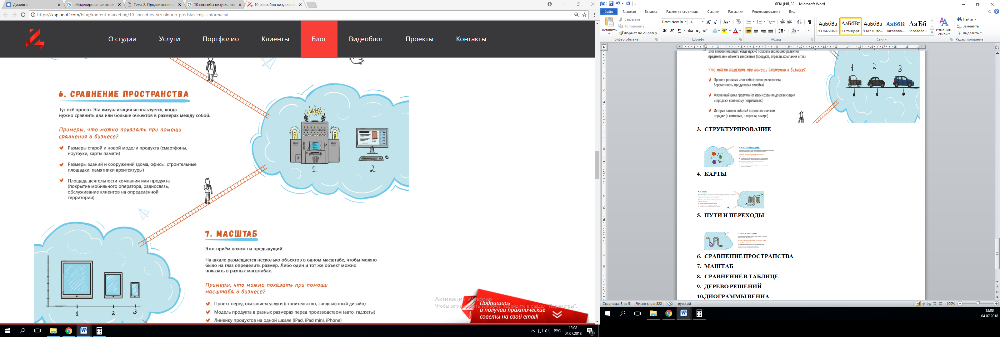 Диалоги
. Моделирование форм
Тема 2. Продвижение и
10 способы визуального
10 способов визуальног
https://kaplunoff.com/blog/kontent-marketing/10-sposobov-vizualnogo-predstavlenija-informatsii
О студии
Услуги
Портфолио
Клиенты
Блог
Видеоблог
Проекты
Контакты
6. СРАВНЕНИЕ ПРОСТРАНСТВА
Тут всё просто. Эта визуализация используется, когда
нужно сравнить два или больше объектов в размерах между собой.
Примеры, что можно показать при помощи
сравнения в бизнесе?
Размеры старой и новой модели продукта (смартфоны,
ноутбуки, карты памяти)
Размеры зданий и сооружений (дома, офисы, строительные
площадки, памятники архитектуры)
Площадь деятельности компании или продукта
(покрытие мобильного оператора, радиосвязь,
обслуживание клиентов на определённой
территории)
1.
2.
7. МАСШТАБ
Этот приём похож на предыдущий.
На шкале размещается несколько объектов в одном масштабе, чтобы можно
было на глаз определить размер. Либо один и тот же объект можно
показать в разных масштабах.
Примеры, что можно показать при помощи
масштаба в бизнесе?
Проект перед оказанием услуги (строительство, ландшафтный дизайн)
Модель продукта в разных размерах перед производством (авто, гаджеты)
Линейку продуктов на одной шкале (iPad, iPad mini, iPhone)
1
2
3
Активация Windows
Чтобы активировать Windows, перейдите в раздел "Параметры".
Подпишись
и получай практические
советы на свой email!
РУС
13:08
04.07.2018
1
ЛЕКЦИЯ_32 - Microsoft Word
Файл
Главная
Вставка
Разметка страницы
Ссылки
Рассылки
Рецензирование
Вид
Вставить
Вырезать
Копировать
Формат по образцу
Буфер обмена
Times New Rc
14
Шрифт
Абзац
АаБбВв
¶ Обычный
АаБбВı
¶ Стандарт
АаБбВв
¶ Без инте...
АаБбВ
Заголово...
АаБб
Заголово...
Стили
Изменить
стили
Найти
Заменить
Выделить
Редактирование
Этот способ подойдет, когда нужно показать эволюцию развития
предмета или объекта изложения (продукта, отрасли, компании и т.п.)
Что можно показать при помощи анатомии в бизнесе?
Процесс развития чего-либо (эволюция человека,
беременность, продуктовая линейка)
Жизненный цикл продукта (от идеи создания до реализации
и продажи конечному потребителю)
История важных событий в хронологическом
порядке (в компании, в отрасли, в мире)
1
2
3
3. СТРУКТУРИРОВАНИЕ
3. СТРУКТУРИРОВАНИЕ
4. КАРТЫ
4. КАРТЫ
5. ПУТИ И ПЕРЕХОДЫ
5. ПУТИ И ПЕРЕХОДЫ
6. СРАВНЕНИЕ ПРОСТРАНСТВА
7. МАШТАБ
8. СРАВНЕНИЕ В ТАБЛИЦЕ
9. ДЕРЕВО РЕШЕНИЙ
10.ДИОГРАММЫ ВЕННА
Страница: 5 из 5
Число слов: 822
русский
100%
13:08
04.07.2018